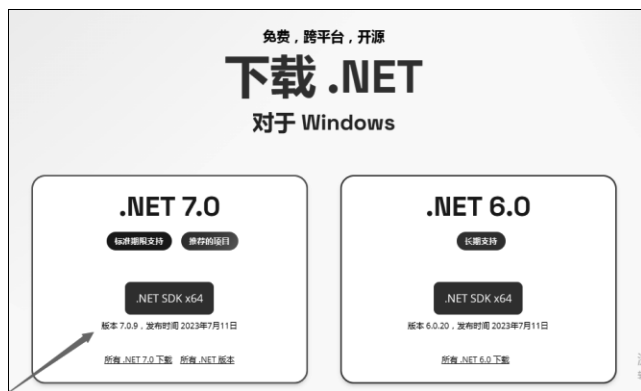 免费，跨平台，开源
下载 .NET
对于 Windows
.NET 7.0
标准期限支持 推荐的项目
.NET SDK x64
版本 7.0.9，发布时间 2023年7月11日
所有 .NET 7.0 下载 所有 .NET 版本
.NET 6.0
长期支持
.NET SDK x64
版本 6.0.20，发布时间 2023年7月11日
所有 .NET 6.0 下载